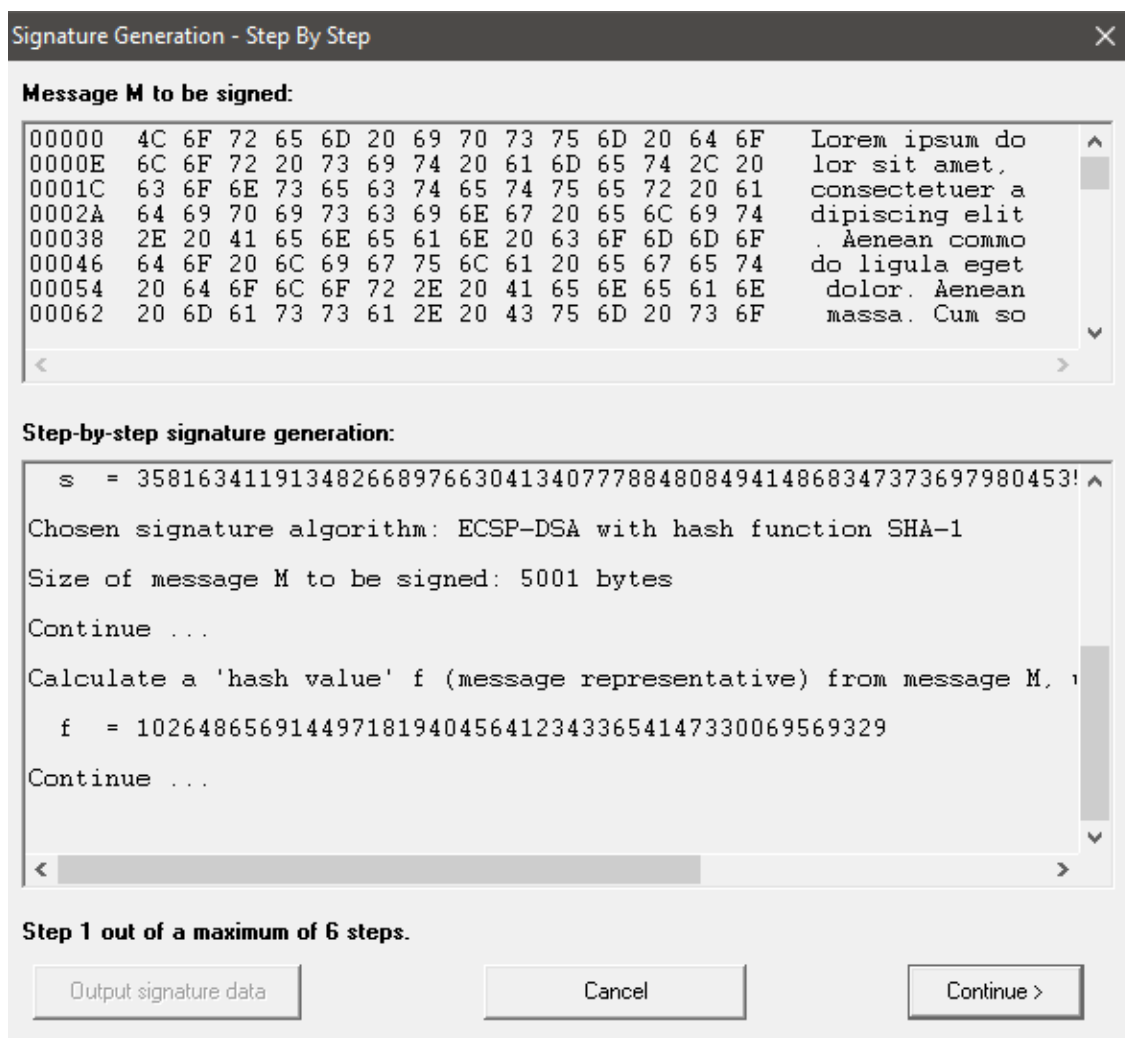 Signature Generation - Step By Step
Message M to be signed:
00000 4C 6F 72 65 6D 20 69 70 73 75 6D 20 64 6F Lorem ipsum do
0000E 6C 6F 72 20 73 69 74 20 61 6D 65 74 2C 20 lor sit amet,
0001C 63 6F 6E 73 65 63 74 65 74 75 65 72 20 61 consectetuer a
0002A 64 69 70 69 73 63 69 6E 67 20 65 6C 69 74 dipiscing elit
00038 2E 20 41 65 6E 65 61 6E 20 63 6F 6D 6D 6F . Aenean commo
00046 64 6F 20 6C 69 67 75 6C 61 20 65 67 65 74 do ligula eget
00054 20 64 6F 6C 6F 72 2E 20 41 65 6E 65 61 6E dolor. Aenean
00062 20 6D 61 73 73 61 2E 20 43 75 6D 20 73 6F massa. Cum so
Step-by-step signature generation:
s = 35816341191348266897663041340777884808494148683473736979804535
Chosen signature algorithm: ECSP-DSA with hash function SHA-1
Size of message M to be signed: 5001 bytes
Continue ...
Calculate a 'hash value' f (message representative) from message M,
f = 1026486569144971819404564123433654147330069569329
Continue ...
Step 1 out of a maximum of 6 steps.
Output signature data
Cancel
Continue >